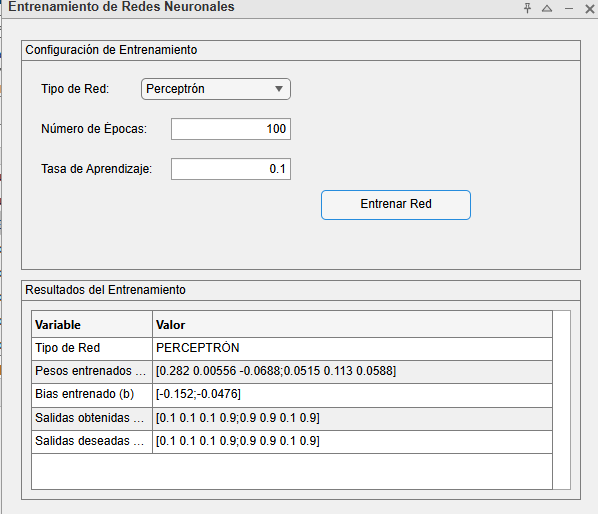 Entrenamiento de Redes Neuronales
Configuración de Entrenamiento
Tipo de Red: Perceptrón
Número de Épocas: 100
Tasa de Aprendizaje: 0.1
Entrenar Red
Resultados del Entrenamiento
Variable Valor
Tipo de Red PERCEPTRÓN
Pesos entrenados ... [0.282 0.00556 -0.0688;0.0515 0.113 0.0588]
Bias entrenado (b) [-0.152;-0.0476]
Salidas obtenidas ... [0.1 0.1 0.1 0.9;0.9 0.9 0.1 0.9]
Salidas deseadas ... [0.1 0.1 0.1 0.9;0.9 0.9 0.1 0.9]